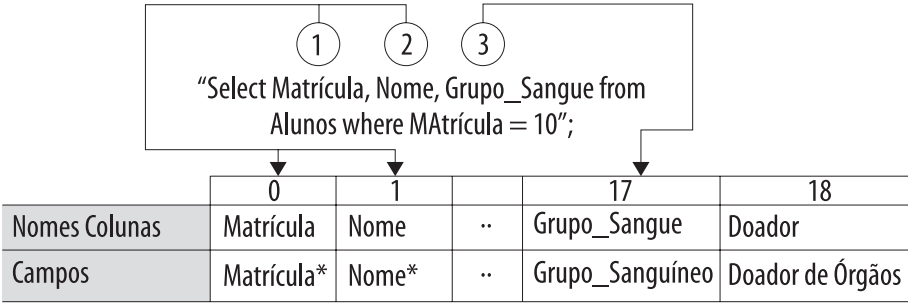 1 2 3
“Select Matrícula, Nome, Grupo_Sangue from
Alunos where MAtrícula = 10”;
0 1 17 18
Nomes Colunas Matrícula Nome .. Grupo_Sangue Doador
Campos Matrícula* Nome* .. Grupo_Sanguíneo Doador de Órgãos